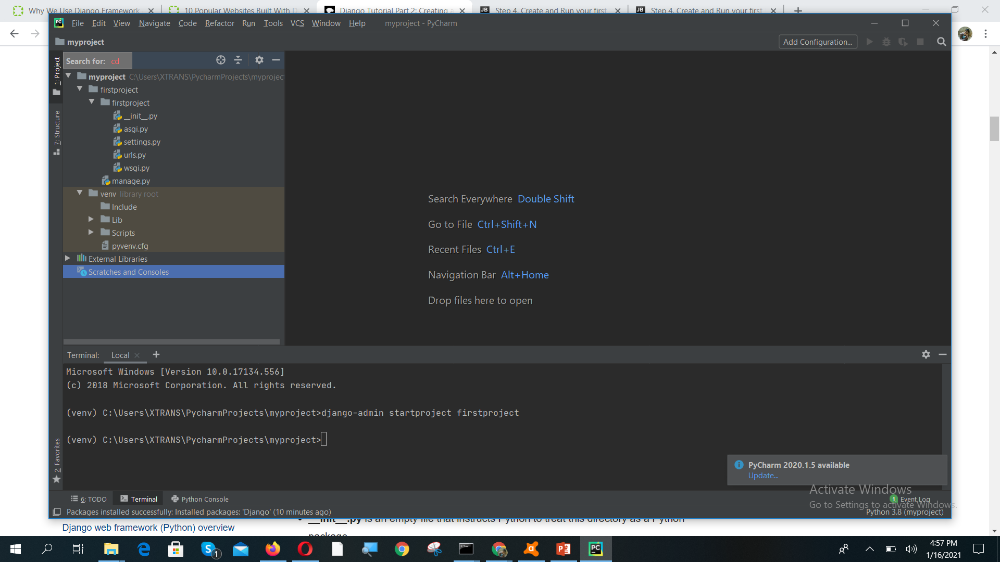 Why We Use Django Framework
10 Popular Websites Built With D
Django Tutorial Part 2: Creating a
JB Step 4. Create and Run your first
JB Step 4. Create and Run your first
PC File Edit View Navigate Code Refactor Run Tools VCS Window Help myproject - PyCharm
myproject
Add Configuration...
1: Project
Search for: cd
myproject C:\Users\XTRANS\PycharmProjects\myproject
firstproject
firstproject
__init__.py
asgi.py
settings.py
urls.py
wsgi.py
manage.py
venv library root
Include
Lib
Scripts
pyvenv.cfg
External Libraries
Scratches and Consoles
7: Structure
Search Everywhere Double Shift
Go to File Ctrl+Shift+N
Recent Files Ctrl+E
Navigation Bar Alt+Home
Drop files here to open
Terminal: Local +
Microsoft Windows [Version 10.0.17134.556]
(c) 2018 Microsoft Corporation. All rights reserved.
(venv) C:\Users\XTRANS\PycharmProjects\myproject>django-admin startproject firstproject
(venv) C:\Users\XTRANS\PycharmProjects\myproject>
2: Favorites
PyCharm 2020.1.5 available
Update...
Activate Windows
Go to Settings to activate Windows.
6: TODO Terminal Python Console
1 Event Log
Packages installed successfully: Installed packages: 'Django' (10 minutes ago)
Python 3.8 (myproject)
__init__.py is an empty file that instructs Python to treat this directory as a Python
package
Django web framework (Python) overview
S 1
PC
4:57 PM
1/16/2021